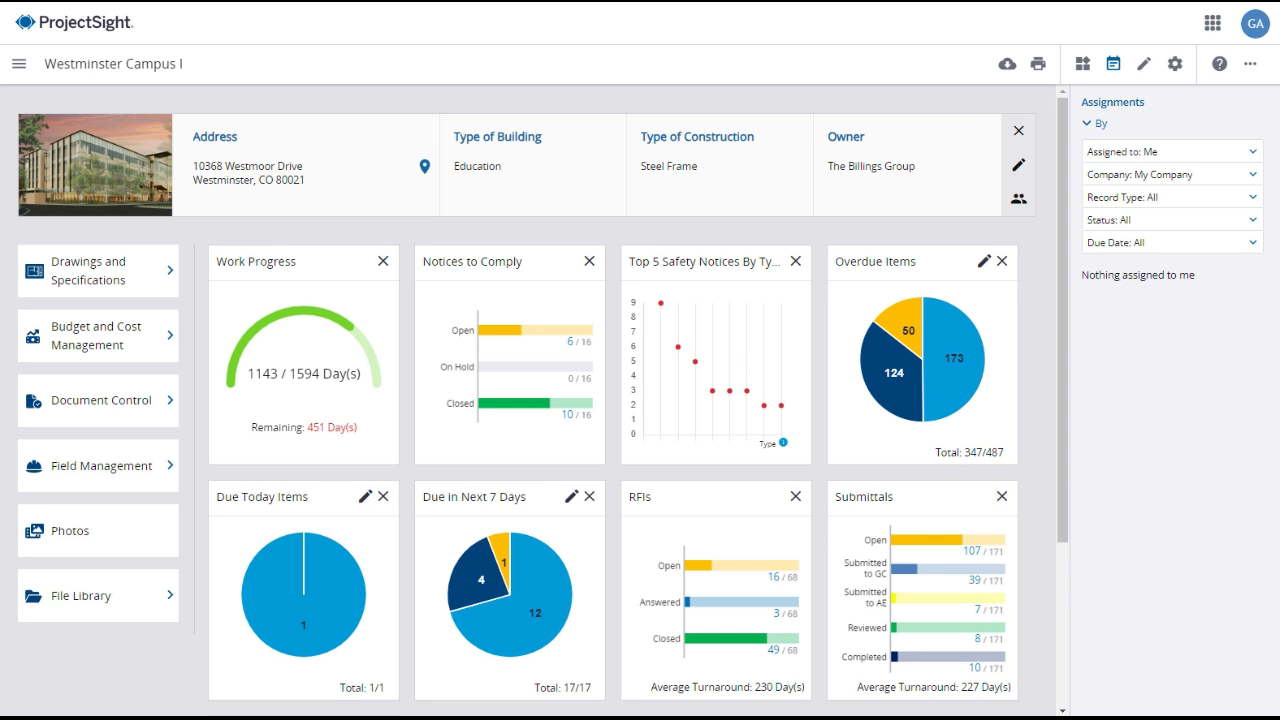 ProjectSight.
GA
Westminster Campus I
Address
10368 Westmoor Drive
Westminster, CO 80021
Type of Building
Education
Type of Construction
Steel Frame
Owner
The Billings Group
Assignments
By
Assigned to: Me
Company: My Company
Record Type: All
Status: All
Due Date: All
Nothing assigned to me
Drawings and
Specifications
Budget and Cost
Management
Document Control
Field Management
Photos
File Library
Work Progress
1143 / 1594 Day(s)
Remaining: 451 Day(s)
Notices to Comply
Open
6 / 16
On Hold
0 / 16
Closed
10 / 16
Top 5 Safety Notices By Ty...
9
8
7
6
5
4
3
2
1
0
Type
Overdue Items
50
173
124
Total: 347/487
Due Today Items
1
Total: 1/1
Due in Next 7 Days
1
4
12
Total: 17/17
RFIs
Open
16 / 68
Answered
3 / 68
Closed
49 / 68
Average Turnaround: 230 Day(s)
Submittals
Open
107 / 171
Submitted
to GC
39 / 171
Submitted
to AE
7 / 171
Reviewed
8 / 171
Completed
10 / 171
Average Turnaround: 227 Day(s)